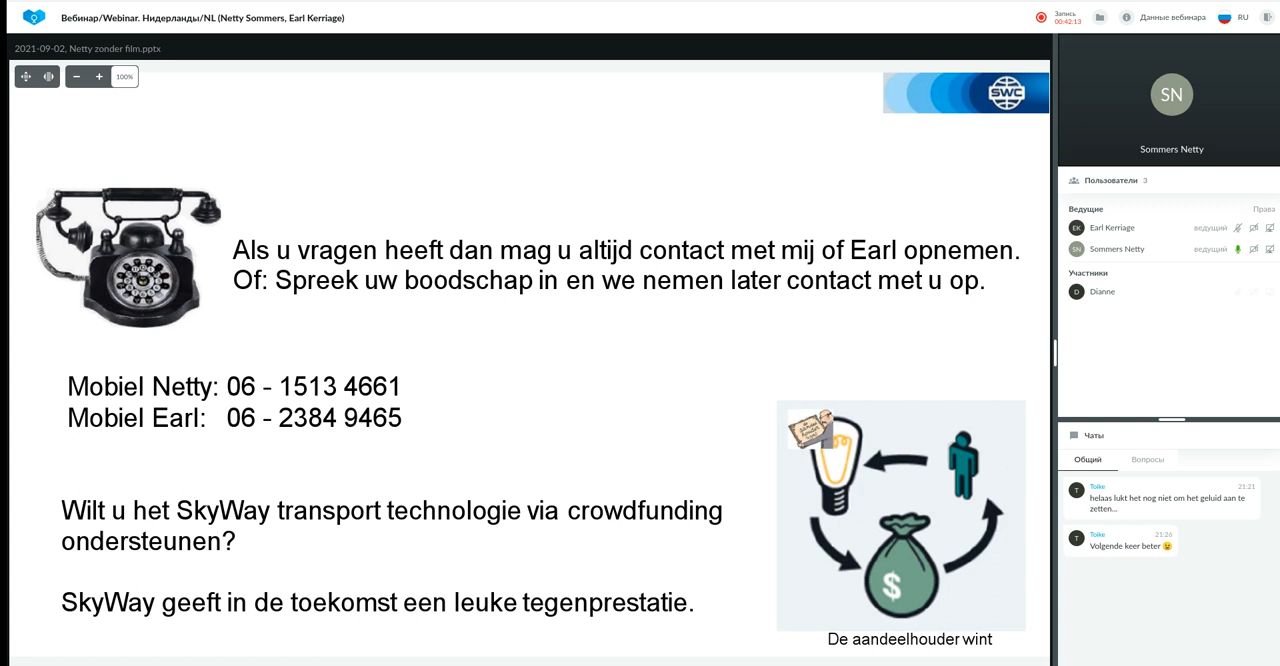 Вебинар/Webinar. Нидерланды/NL (Netty Sommers, Earl Kerriage)
Запись
00:42:13
Данные вебинара
RU
2021-09-02, Netty zonder film.pptx
100%
SWC
Als u vragen heeft dan mag u altijd contact met mij of Earl opnemen.
Of: Spreek uw boodschap in en we nemen later contact met u op.
Mobiel Netty: 06 - 1513 4661
Mobiel Earl: 06 - 2384 9465
Wilt u het SkyWay transport technologie via crowdfunding
ondersteunen?
SkyWay geeft in de toekomst een leuke tegenprestatie.
$
De aandeelhouder wint
SN
Sommers Netty
Пользователи 3
Ведущие Права
EK Earl Kerriage ведущий
SN Sommers Netty ведущий
Участники
D Dianne
Чаты
Общий Вопросы
T Toike 21:21
helaas lukt het nog niet om het geluid aan te
zetten...
T Toike 21:26
Volgende keer beter 😉